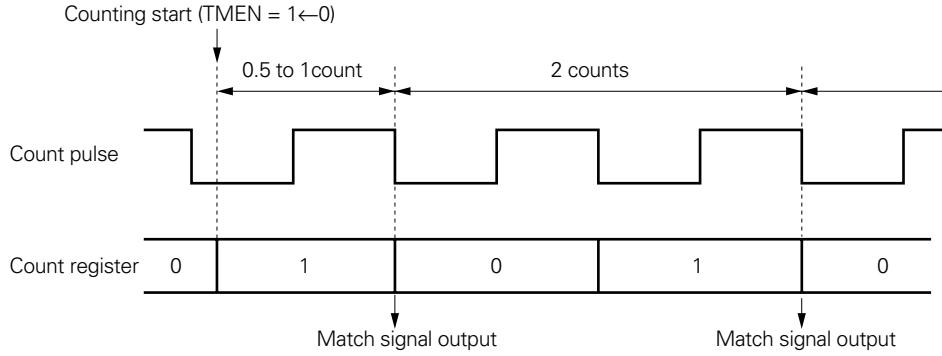 Counting start (TMEN = 1←0)
0.5 to 1count
2 counts
Count pulse
Count register
0
1
0
1
0
Match signal output
Match signal output